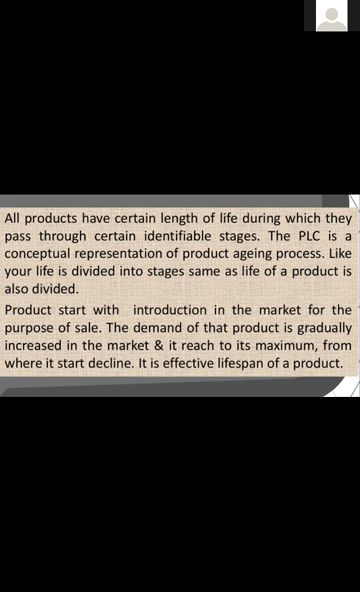 All products have certain length of life during which they
pass through certain identifiable stages. The PLC is a
conceptual representation of product ageing process. Like
your life is divided into stages same as life of a product is
also divided.
Product start with introduction in the market for the
purpose of sale. The demand of that product is gradually
increased in the market & it reach to its maximum, from
where it start decline. It is effective lifespan of a product.